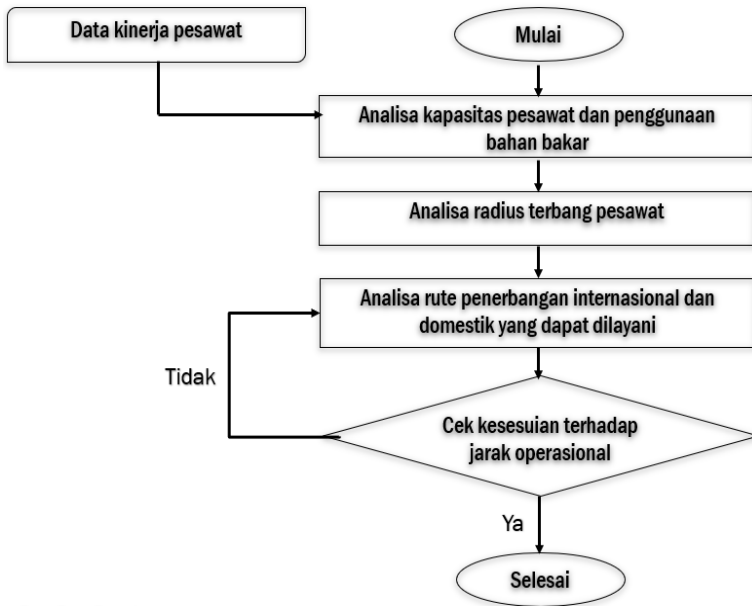 Data kinerja pesawat
Mulai
Analisa kapasitas pesawat dan penggunaan
bahan bakar
Analisa radius terbang pesawat
Analisa rute penerbangan internasional dan
domestik yang dapat dilayani
Tidak
Cek kesesuian terhadap
jarak operasional
Ya
Selesai